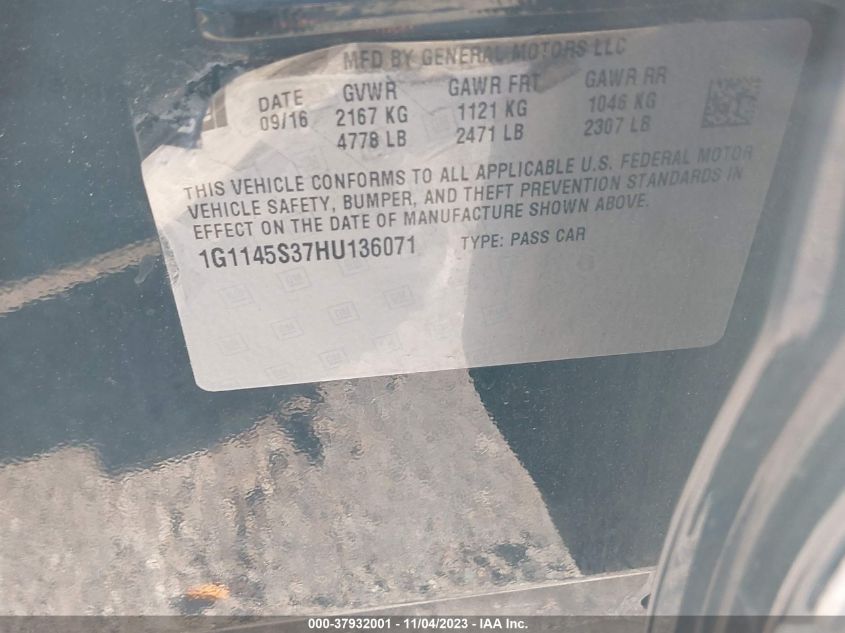 MFD BY GENERAL MOTORS LLC
DATE GVWR GAWR FRT GAWR RR
09/16 2167 KG 1121 KG 1046 KG
4778 LB 2471 LB 2307 LB
THIS VEHICLE CONFORMS TO ALL APPLICABLE U.S. FEDERAL MOTOR
VEHICLE SAFETY, BUMPER, AND THEFT PREVENTION STANDARDS IN
EFFECT ON THE DATE OF MANUFACTURE SHOWN ABOVE.
1G1145S37HU136071 TYPE: PASS CAR
000-37932001 - 11/04/2023 - IAA Inc.